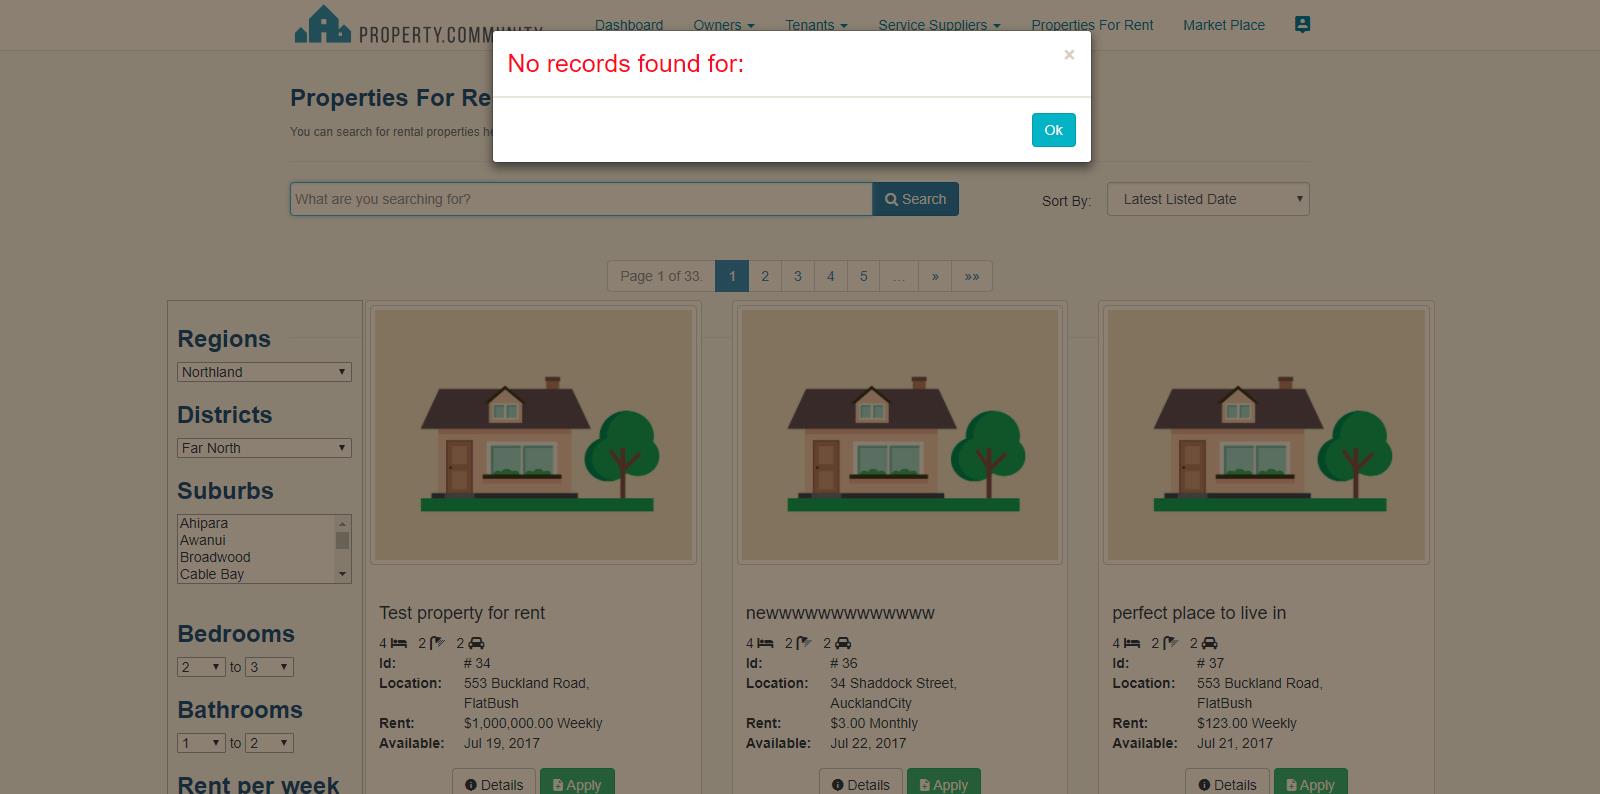 PROPERTY.COMMUNITY
Dashboard Owners Tenants Service Suppliers Properties For Rent Market Place
No records found for:
×
Ok
Properties For Re
You can search for rental properties he
What are you searching for?
Search
Sort By: Latest Listed Date
Page 1 of 33. 1 2 3 4 5 ... » »»
Regions
Northland
Districts
Far North
Suburbs
Ahipara
Awanui
Broadwood
Cable Bay
Bedrooms
2 to 3
Bathrooms
1 to 2
Rent per week
Test property for rent
4 2 2
Id: # 34
Location: 553 Buckland Road,
FlatBush
Rent: $1,000,000.00 Weekly
Available: Jul 19, 2017
Details Apply
newwwwwwwwwwwwww
4 2 2
Id: # 36
Location: 34 Shaddock Street,
AucklandCity
Rent: $3.00 Monthly
Available: Jul 22, 2017
Details Apply
perfect place to live in
4 2 2
Id: # 37
Location: 553 Buckland Road,
FlatBush
Rent: $123.00 Weekly
Available: Jul 21, 2017
Details Apply